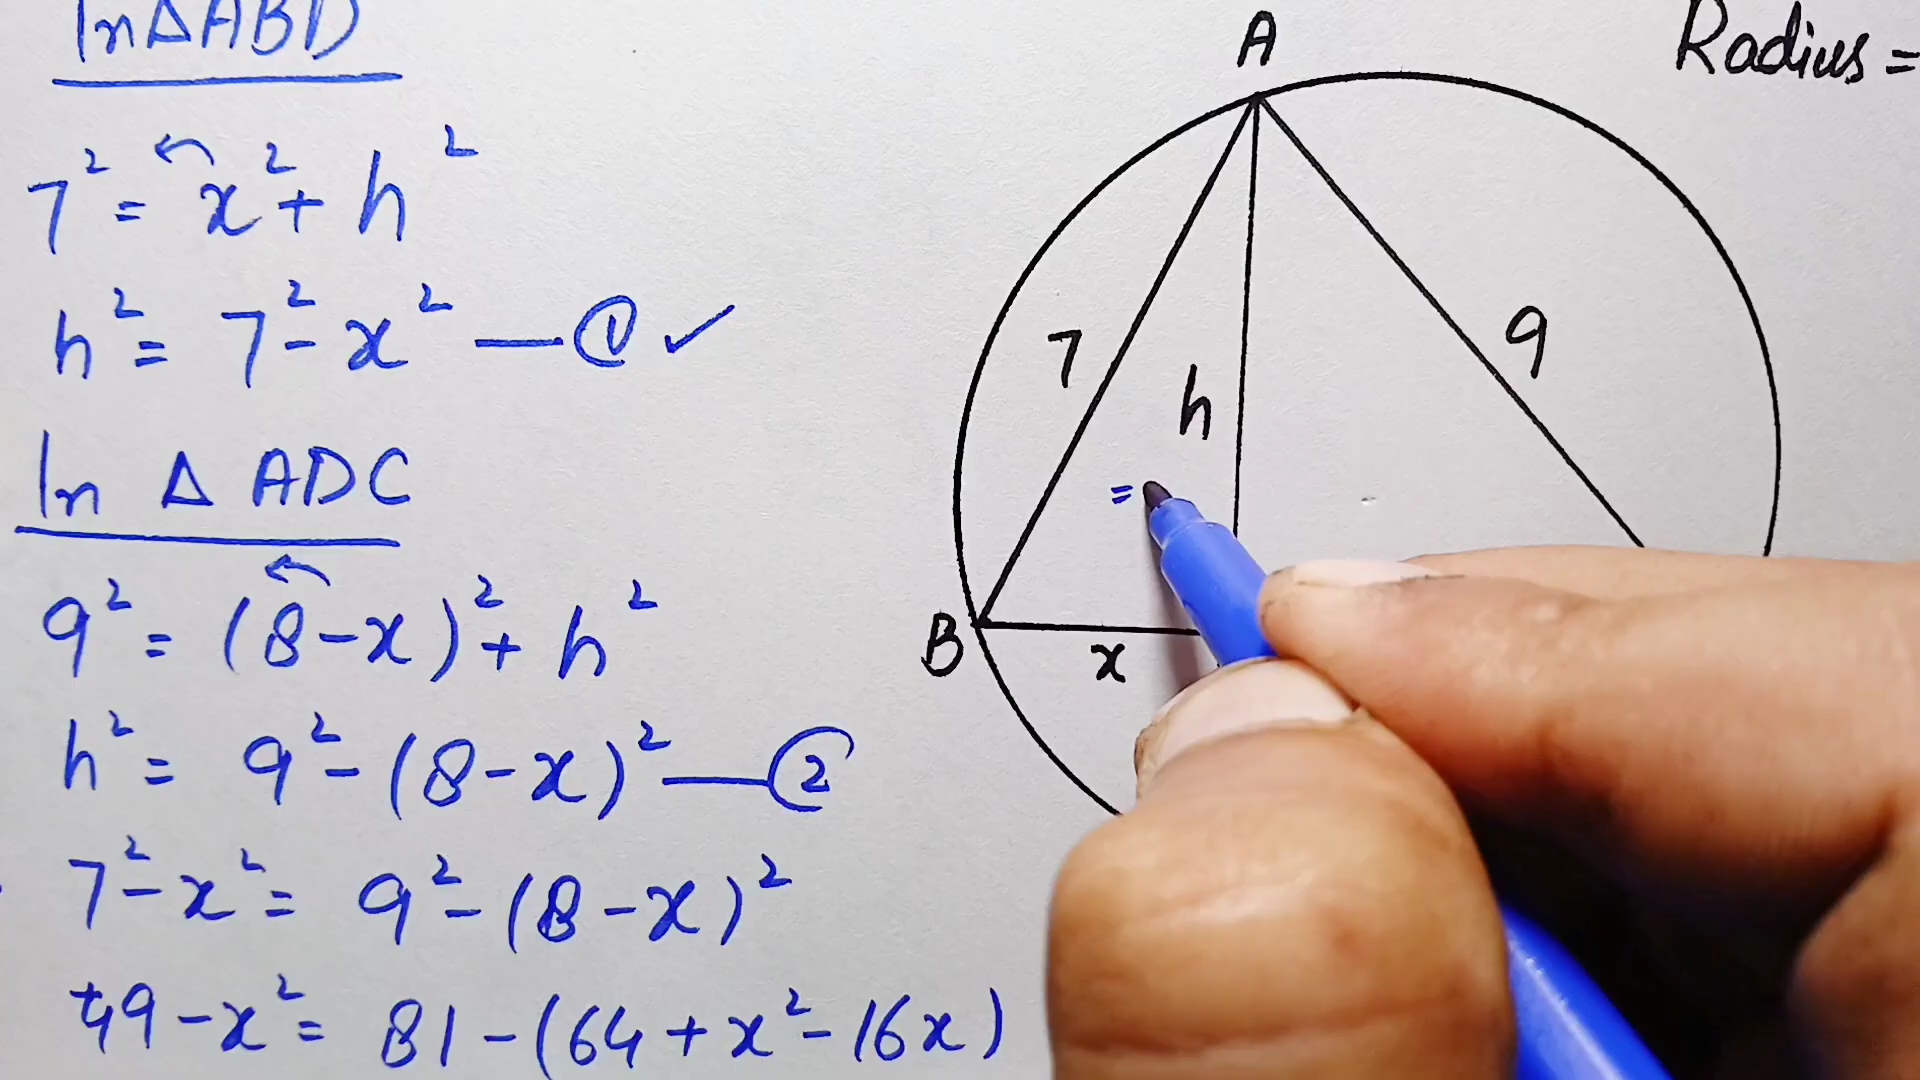 In △ABD
7² = x² + h²
h² = 7² - x² — ① ✓
In △ ADC
9² = (8 - x)² + h²
h² = 9² - (8 - x)² — ②
7² - x² = 9² - (8 - x)²
49 - x² = 81 - (64 + x² - 16x)
Radius =
A
7
9
h
=
B
x